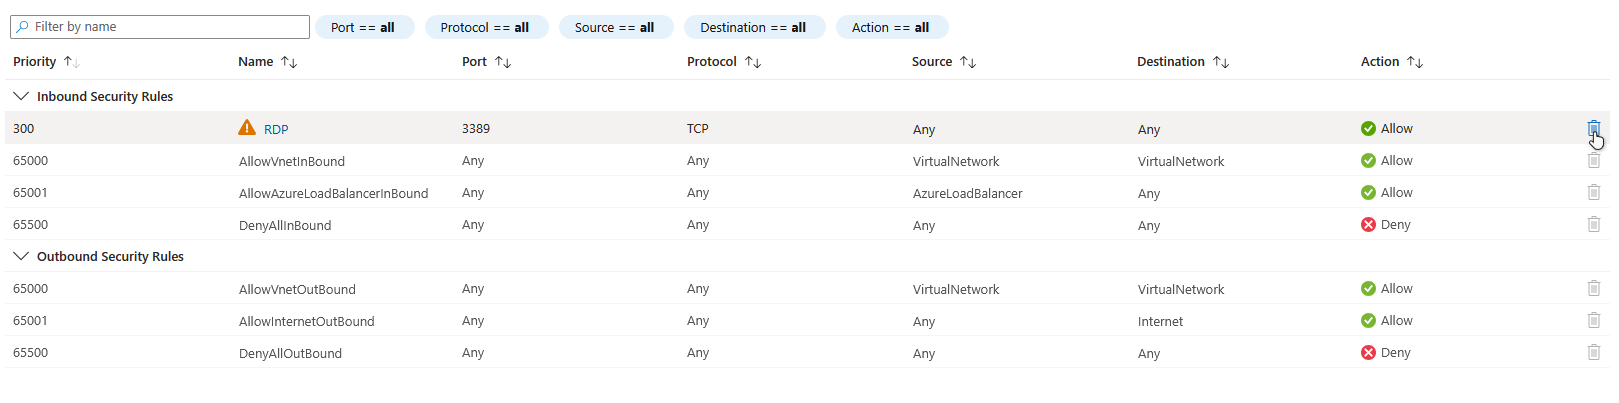 Filter by name Port == all Protocol == all Source == all Destination == all Action == all
Priority Name Port Protocol Source Destination Action
Inbound Security Rules
300 RDP 3389 TCP Any Any Allow
65000 AllowVnetInBound Any Any VirtualNetwork VirtualNetwork Allow
65001 AllowAzureLoadBalancerInBound Any Any AzureLoadBalancer Any Allow
65500 DenyAllInBound Any Any Any Any Deny
Outbound Security Rules
65000 AllowVnetOutBound Any Any VirtualNetwork VirtualNetwork Allow
65001 AllowInternetOutBound Any Any Any Internet Allow
65500 DenyAllOutBound Any Any Any Any Deny